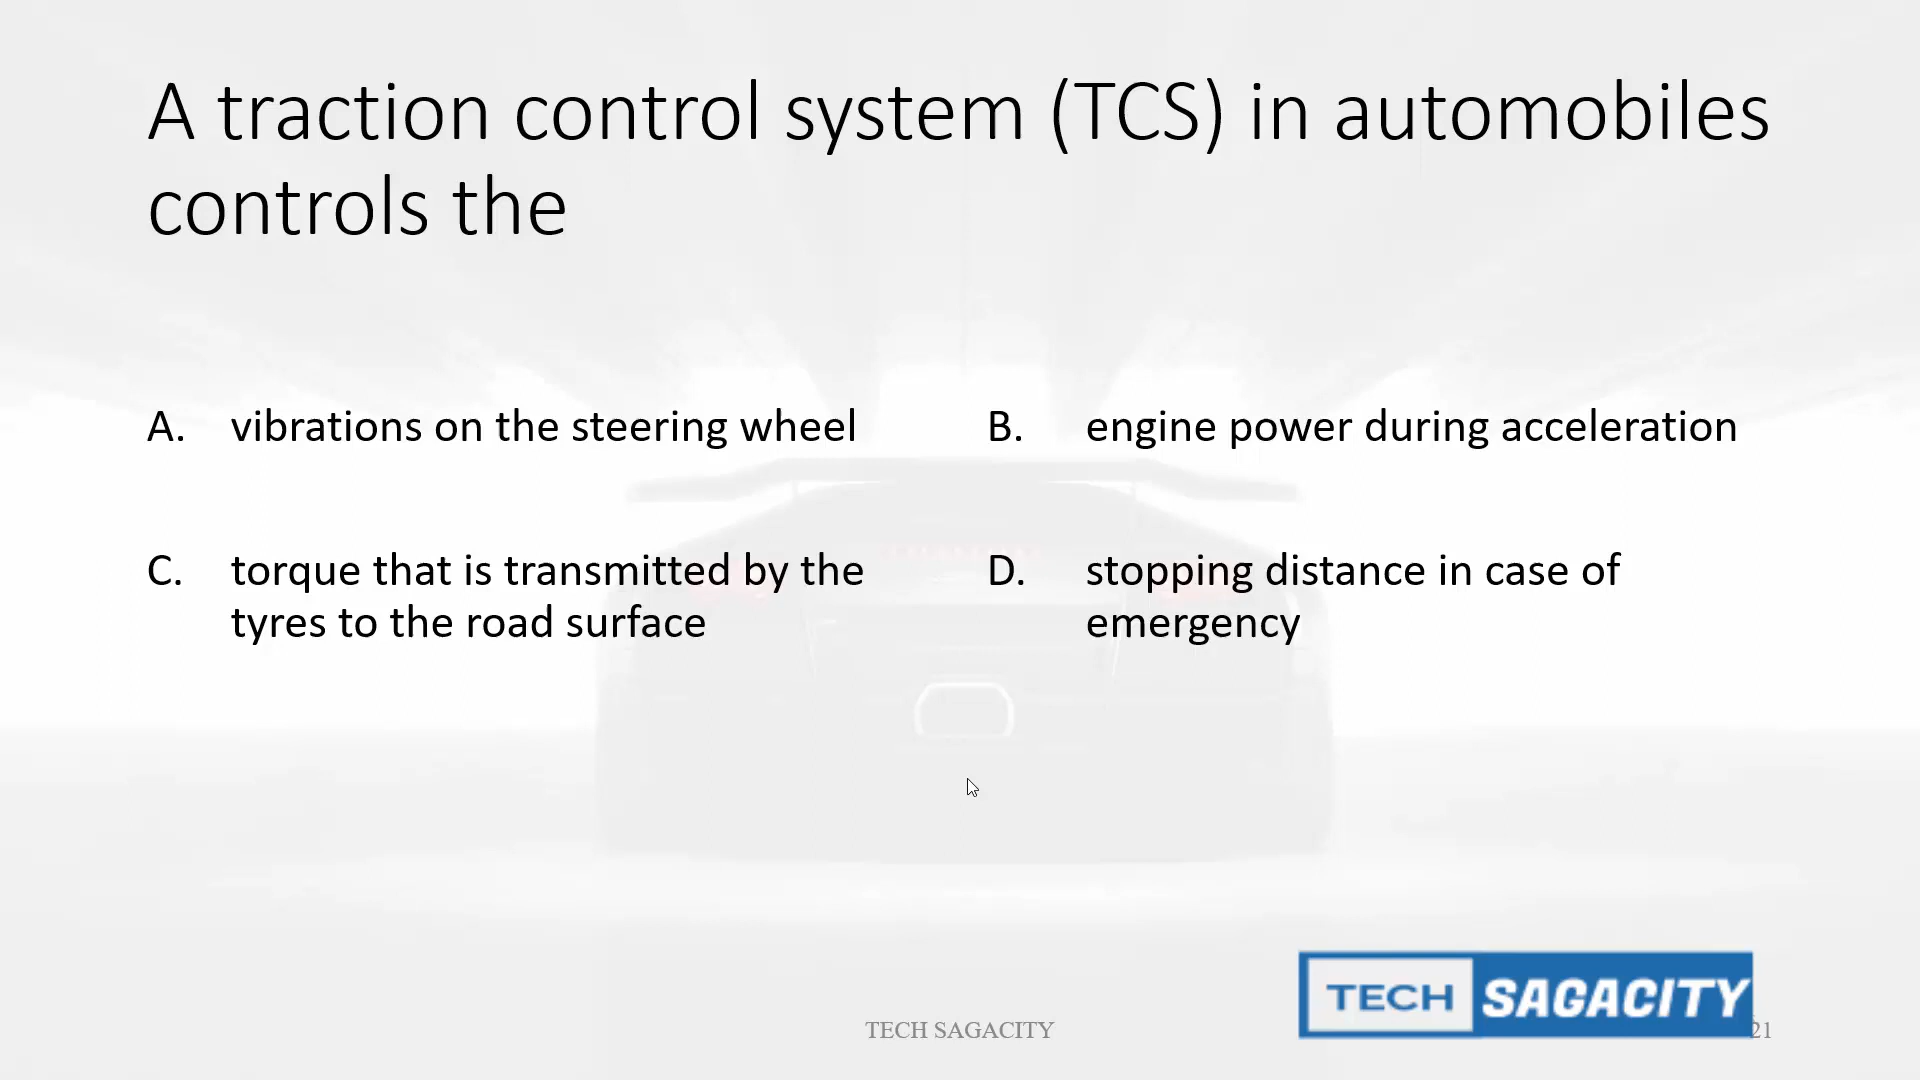 A traction control system (TCS) in automobiles
controls the
A. vibrations on the steering wheel
B. engine power during acceleration
C. torque that is transmitted by the
tyres to the road surface
D. stopping distance in case of
emergency
TECH SAGACITY
TECH SAGACITY
21